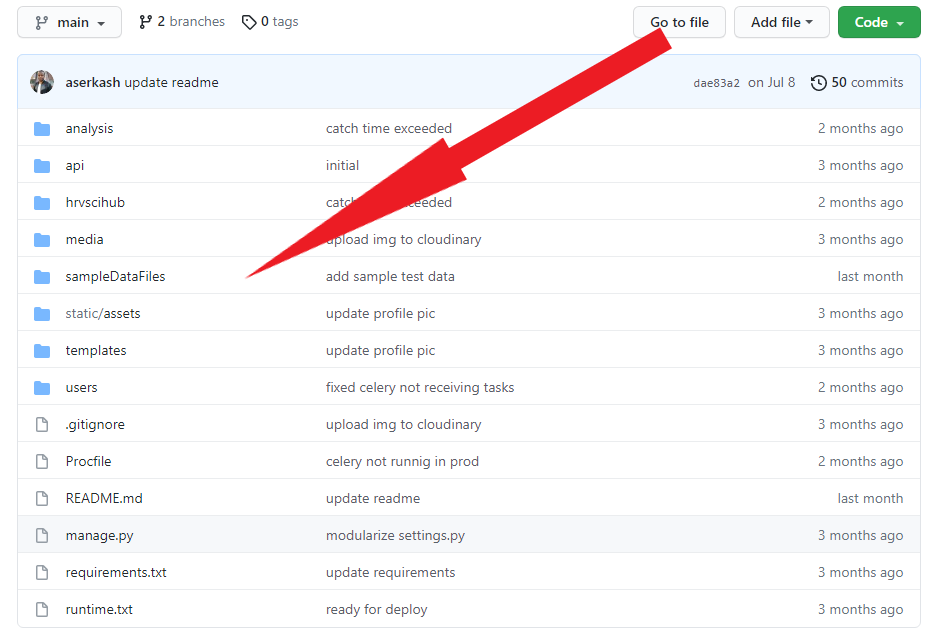 main 2 branches 0 tags Go to file Add file Code
aserkash update readme dae83a2 on Jul 8 50 commits
analysis catch time exceeded 2 months ago
api initial 3 months ago
hrvscihub 2 months ago
media upload img to cloudinary 3 months ago
sampleDataFiles add sample test data last month
static/assets update profile pic 3 months ago
templates update profile pic 3 months ago
users fixed celery not receiving tasks 2 months ago
.gitignore upload img to cloudinary 3 months ago
Procfile celery not runnig in prod 2 months ago
README.md update readme last month
manage.py modularize settings.py 3 months ago
requirements.txt update requirements 3 months ago
runtime.txt ready for deploy 3 months ago